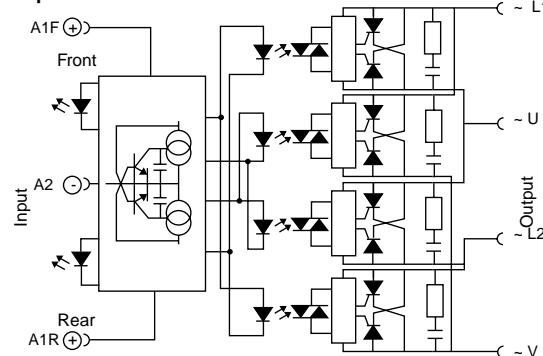 A1F +
Front
Input
A2 -
Rear
A1R +
~ L1
~ U
Output
~ L2
~ V